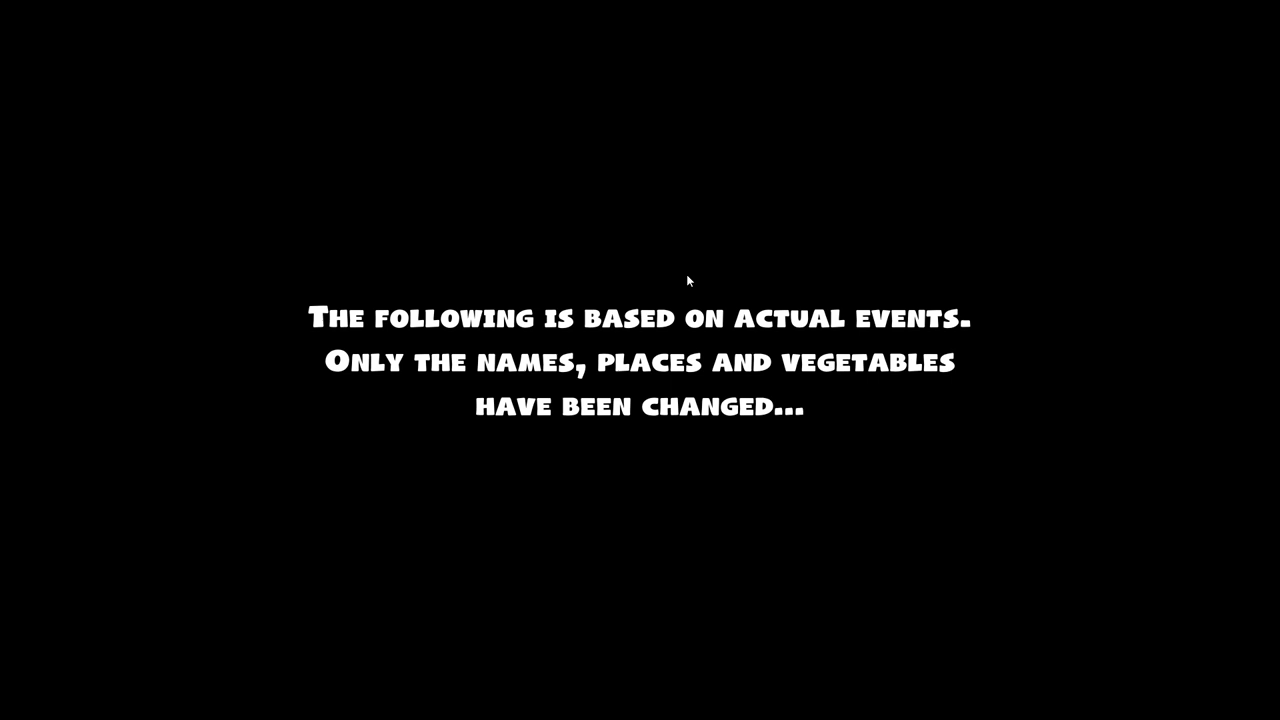 The following is based on actual events.
Only the names, places and vegetables
have been changed...